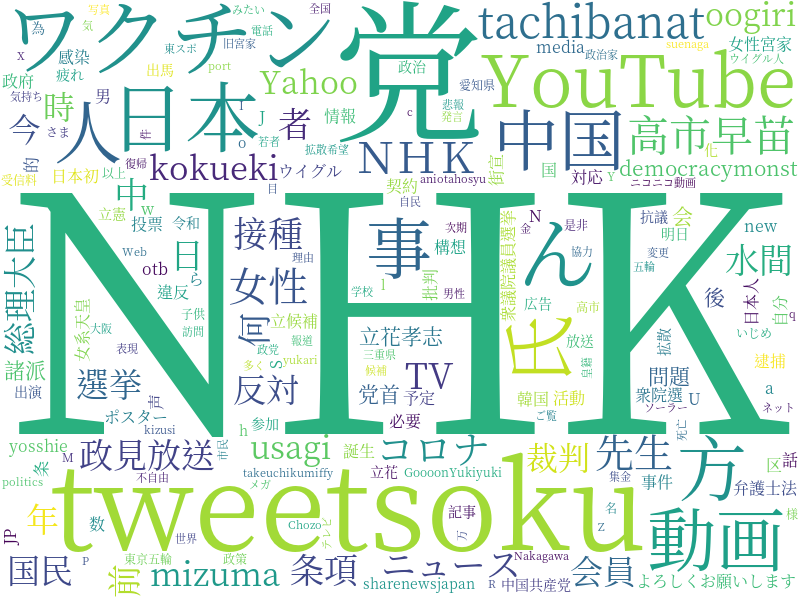 ワクチン
党
tachibanat
oogiri
写真
為
気
みたい
電話
全国
東スポ
旧宮家
media
政治家
suenaga
女性宮家
ウイグル人
X
感染
政府
疲れ
出馬
port
Yahoo
政治
愛知県
YouTube
気持ち
男
時
人
日本
I
J
情報
悲報
発言
c
今
さま
件
o
者
若者
拡散希望
中国
高市早苗
化
的
復帰
kokueki
NHK
街宣
国
democracymonst
受信料
日本初
以上
ウイグル
契約
aniotahosyu
対応
Y
ニコニコ動画
中
目
自民
立憲
w
投票
令和
接種
事
次期
N
金
ん
是非
抗議
会
new
総理大臣
日
Web
otb
理由
構想
衆議院議員選挙
協力
変更
明日
五輪
水間
違反
ら
女性
学校
l
批判
男性
氏
広告
高市
後
日本人
自分
q
女系天皇
子供
訪問
大阪
何
立候補
報道
立花孝志
放送
皇籍
拡散
いじめ
諸派
表現
政党
S
yukari
三重県
TV
逮捕
出演
選挙
反対
多く
候補
党首
予定
韓国
活動
問題
衆院選
U
a
声
ポスター
kizusi
h
参加
必要
ご覧
ソーラー
ネット
yosshie
M
政見放送
市民
usagi
誕生
コロナ
裁判
先生
死亡
方
区
話
politics
条
不自由
takeuchikumiffy
立花
GoooonYukiyuki
集金
事件
弁護士法
JP
年
数
メガ
tweetsoku
記事
名
z
動画
様
世界
Chozo
テレビ
万
国民
P
前
東京五輪
mizuma
政策
条項
ニュース
Nakagawa
R
中国共産党
sharenewsjapan
会員
よろしくお願いします
NHK